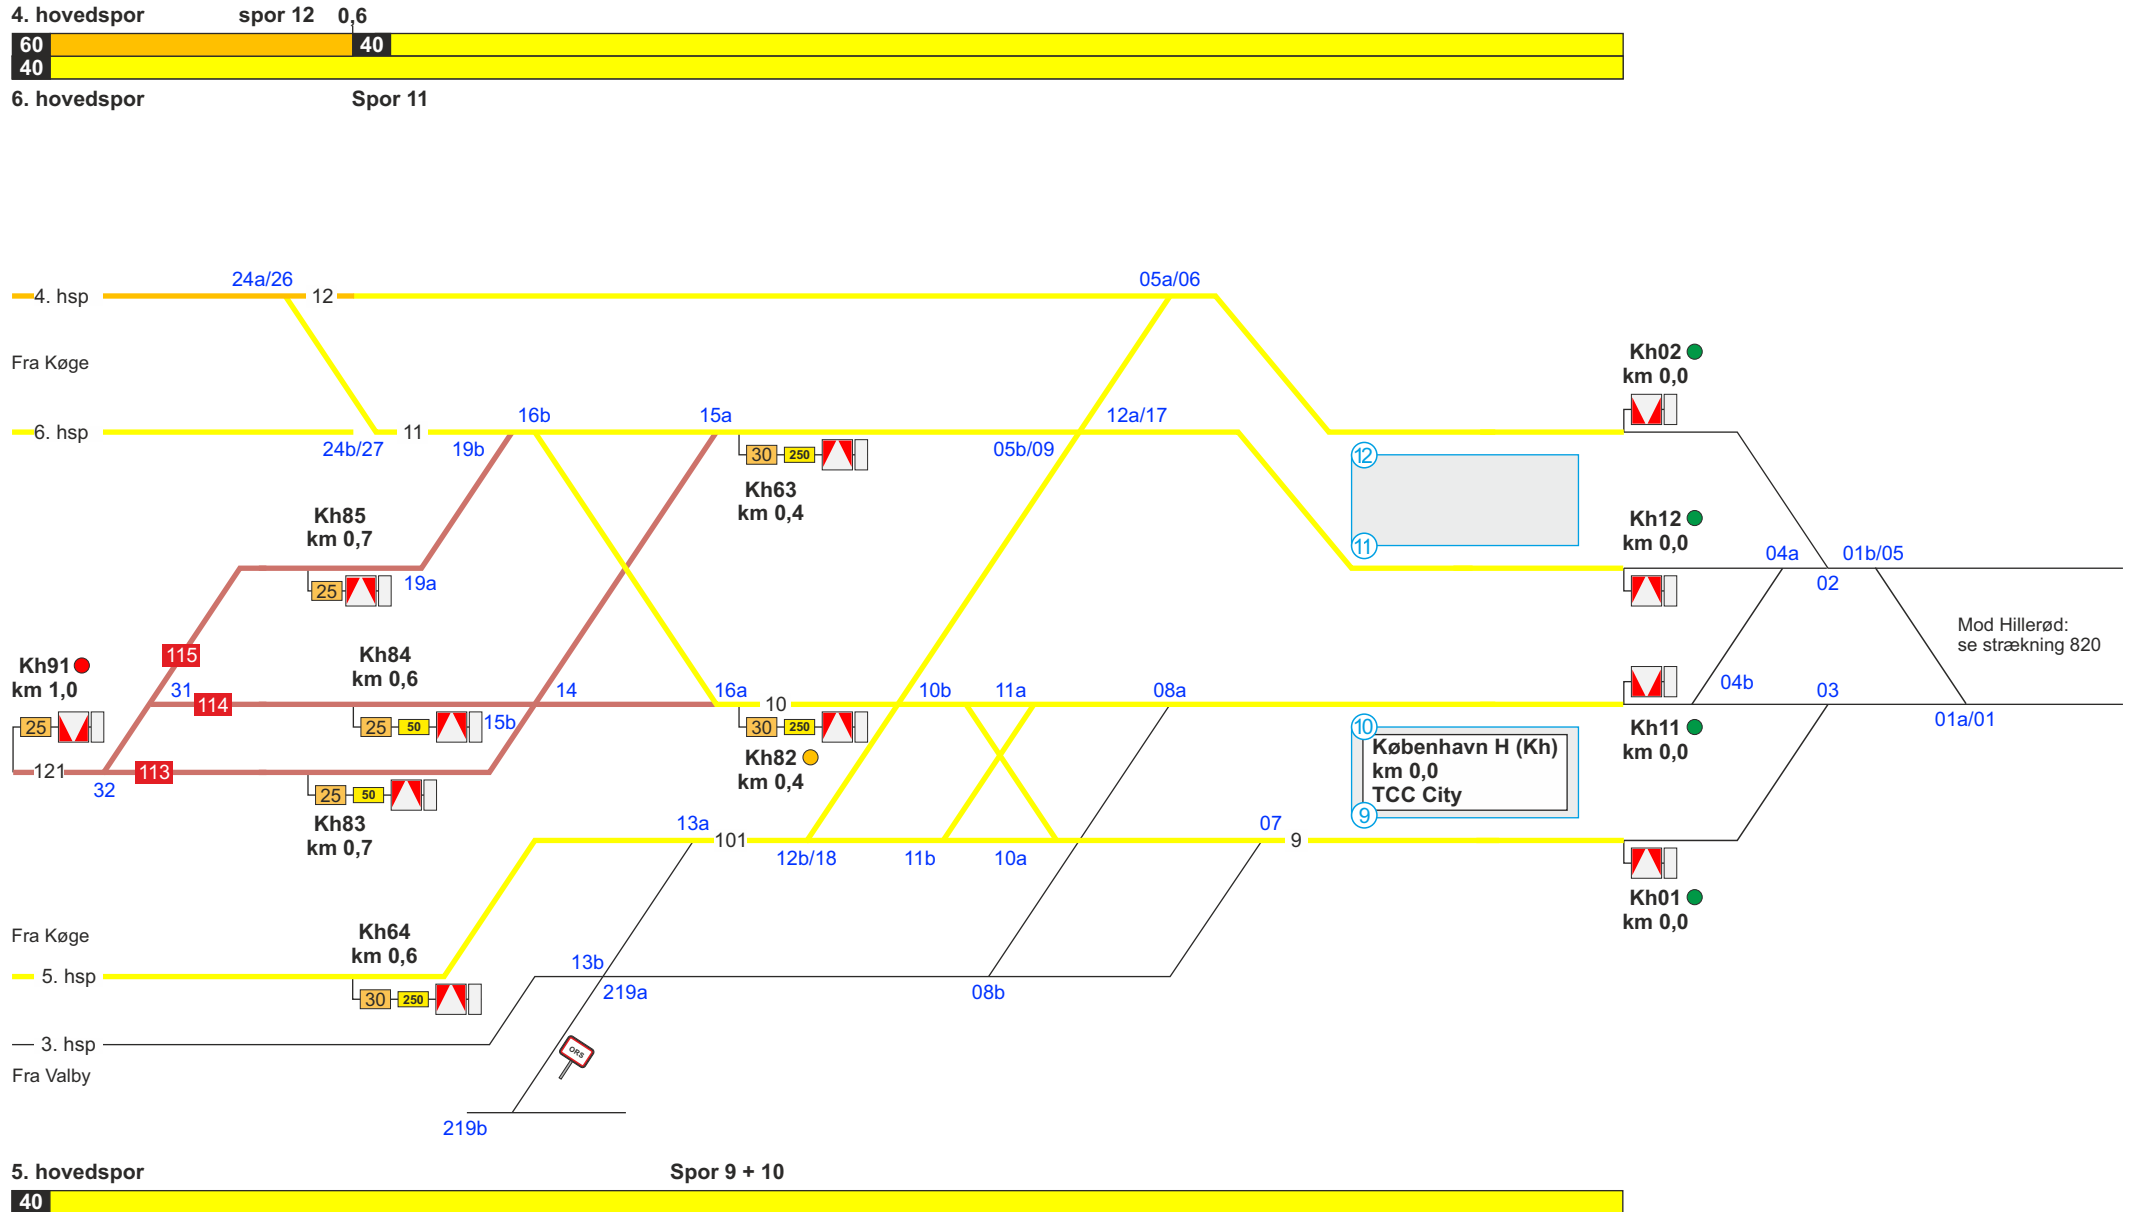 4. hovedspor spor 12 0,6
60 40
40
6. hovedspor Spor 11
24a/26 05a/06
4. hsp 12
Fra Køge
Kh02
km 0,0
16b 15a 12a/17
6. hsp 11
24b/27 19b 05b/09
30 250
12
Kh63
km 0,4
Kh85
km 0,7
Kh12
km 0,0
11
04a 01b/05
25 19a 02
Mod Hillerød:
se strækning 820
115
Kh84
km 0,6
Kh91
km 1,0
31 14 16a 10b 11a 08a 04b 03
114 10
25 25 50 15b 30 250 01a/01
10
Kh11
km 0,0
København H (Kh)
km 0,0
TCC City
Kh82
km 0,4
121 113
32 25 50
9
Kh83
km 0,7
13a 07
101 9
12b/18 11b 10a
Kh01
km 0,0
Fra Køge
Kh64
km 0,6
5. hsp 13b
30 250 219a 08b
3. hsp
ORS
Fra Valby
219b
5. hovedspor Spor 9 + 10
40